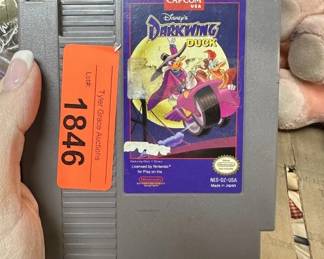 Lot#
1846
Tyler Grace Auctions
CAPCOM
USA
Disney's
DARKWING
DUCK
Licensed by Nintendo
for Play on the
Nintendo
NES-DZ-USA
Made in Japan